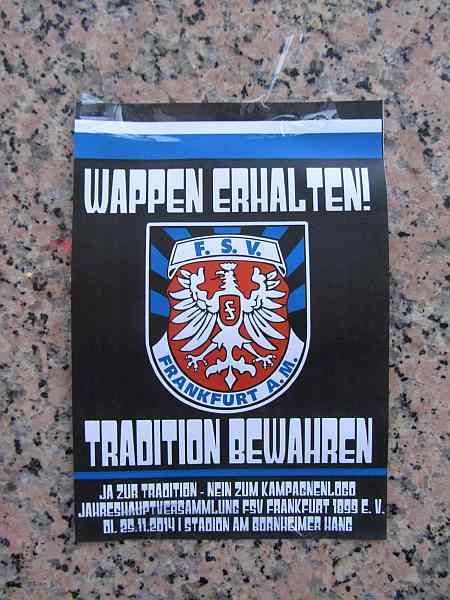 WAPPEN ERHALTEN!
F. S. V.
FRANKFURT A.M.
TRADITION BEWAHREN
JA ZUR TRADITION - NEIN ZUM KAMPAGNENLOGO
JAHRESHAUPTVERSAMMLUNG FSV FRANKFURT 1899 E. V.
DI. 25.11.2014 | STADION AM BORNHEIMER HANG